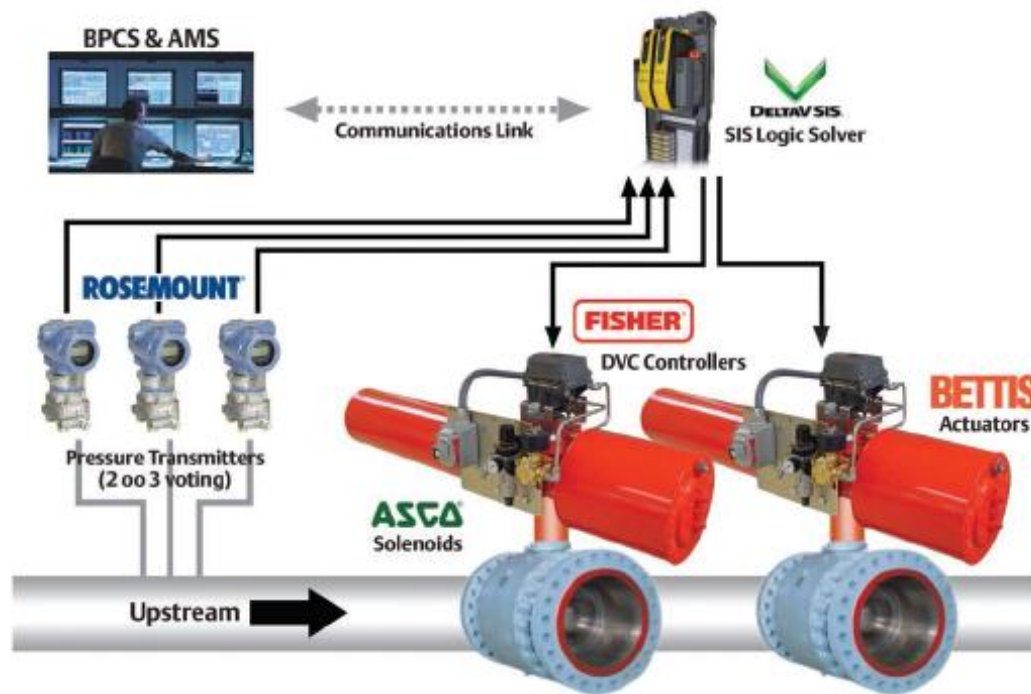 BPCS & AMS
Communications Link
DELTAV SIS
SIS Logic Solver
ROSEMOUNT
FISHER
DVC Controllers
BETTIS
Actuators
Pressure Transmitters
(2 oo 3 voting)
ASCO
Solenoids
Upstream